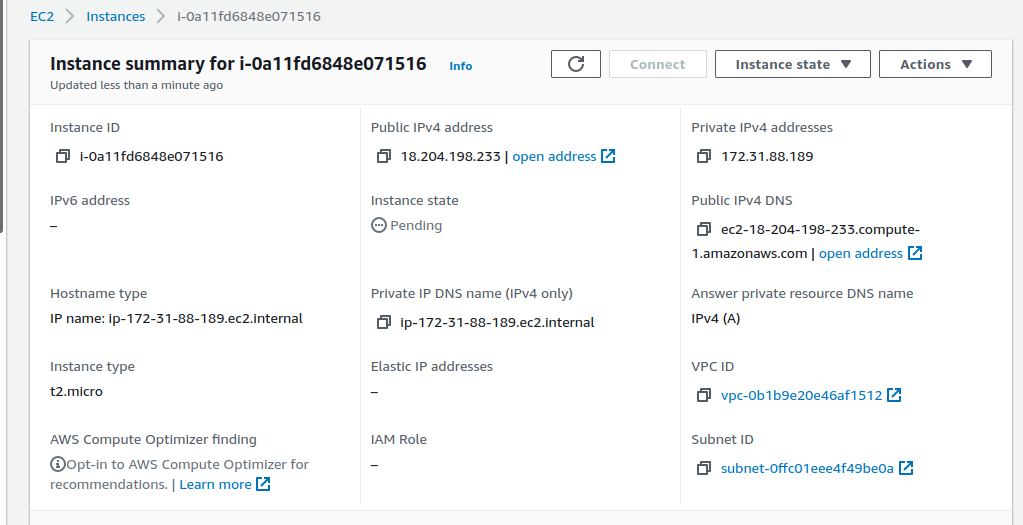 EC2 > Instances > i-0a11fd6848e071516
Instance summary for i-0a11fd6848e071516 Info
Updated less than a minute ago
Connect
Instance state
Actions
Instance ID
i-0a11fd6848e071516
Public IPv4 address
18.204.198.233 | open address
Private IPv4 addresses
172.31.88.189
IPv6 address
–
Instance state
Pending
Public IPv4 DNS
ec2-18-204-198-233.compute-
1.amazonaws.com | open address
Hostname type
IP name: ip-172-31-88-189.ec2.internal
Private IP DNS name (IPv4 only)
ip-172-31-88-189.ec2.internal
Answer private resource DNS name
IPv4 (A)
Instance type
t2.micro
Elastic IP addresses
–
VPC ID
vpc-0b1b9e20e46af1512
AWS Compute Optimizer finding
Opt-in to AWS Compute Optimizer for
recommendations. | Learn more
IAM Role
–
Subnet ID
subnet-0ffc01eee4f49be0a